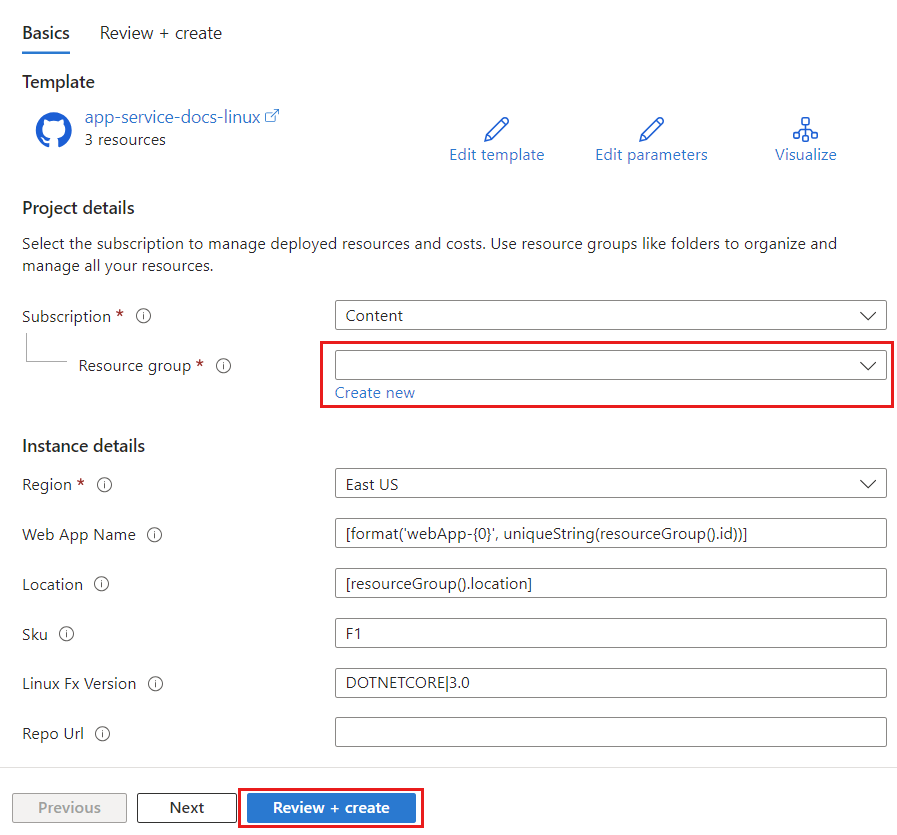 Basics Review + create
Template
app-service-docs-linux
3 resources
Edit template Edit parameters Visualize
Project details
Select the subscription to manage deployed resources and costs. Use resource groups like folders to organize and
manage all your resources.
Subscription * Content
Resource group *
Create new
Instance details
Region * East US
Web App Name [format('webApp-{0}', uniqueString(resourceGroup().id))]
Location [resourceGroup().location]
Sku F1
Linux Fx Version DOTNETCORE|3.0
Repo Url
Previous Next Review + create